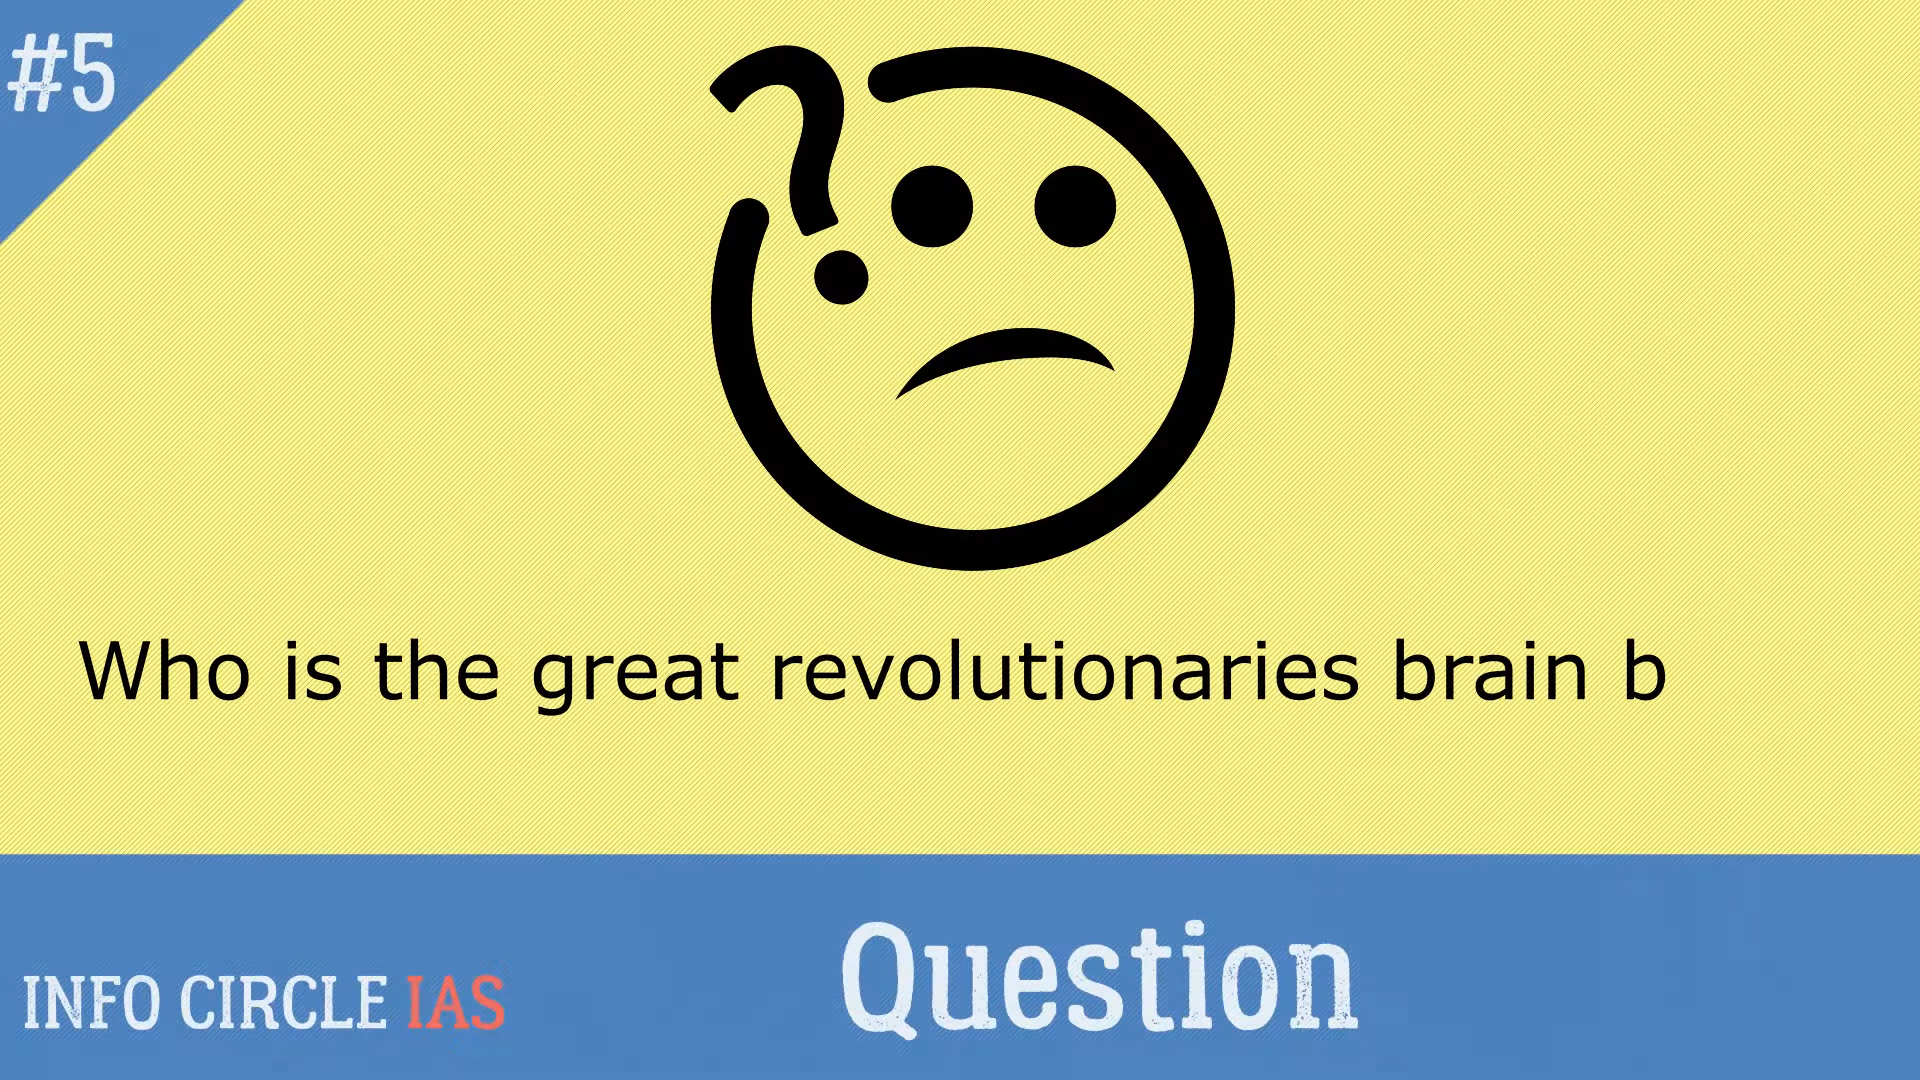 #5
Who is the great revolutionaries brain b
Question
INFO CIRCLE IAS